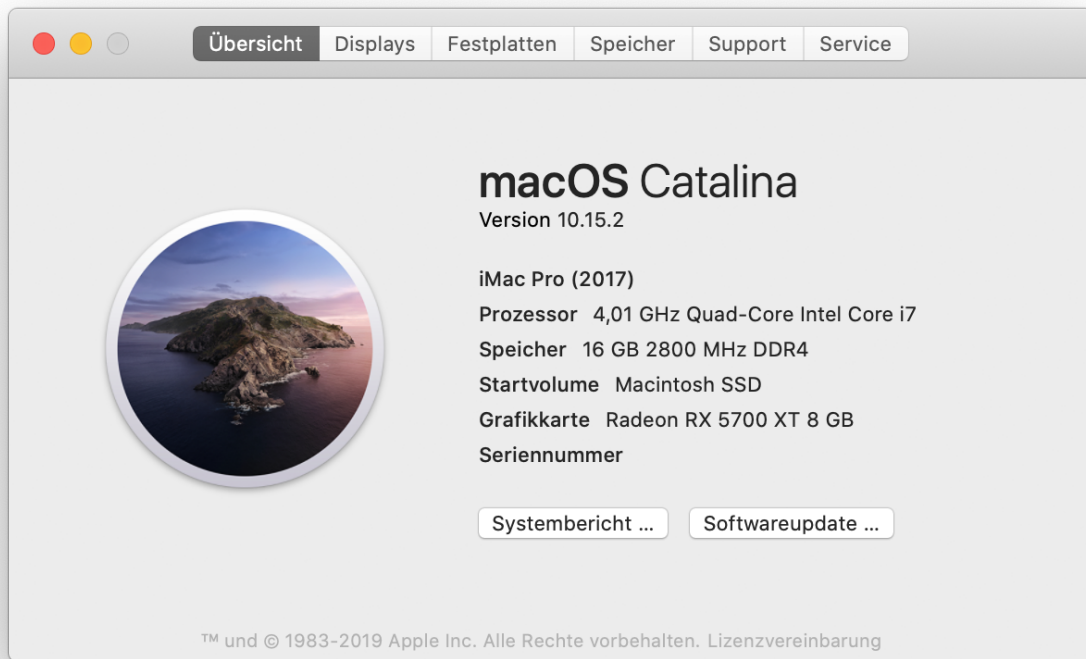 Übersicht Displays Festplatten Speicher Support Service
macOS Catalina
Version 10.15.2
iMac Pro (2017)
Prozessor 4,01 GHz Quad-Core Intel Core i7
Speicher 16 GB 2800 MHz DDR4
Startvolume Macintosh SSD
Grafikkarte Radeon RX 5700 XT 8 GB
Seriennummer
Systembericht ... Softwareupdate ...
™ und © 1983-2019 Apple Inc. Alle Rechte vorbehalten. Lizenzvereinbarung